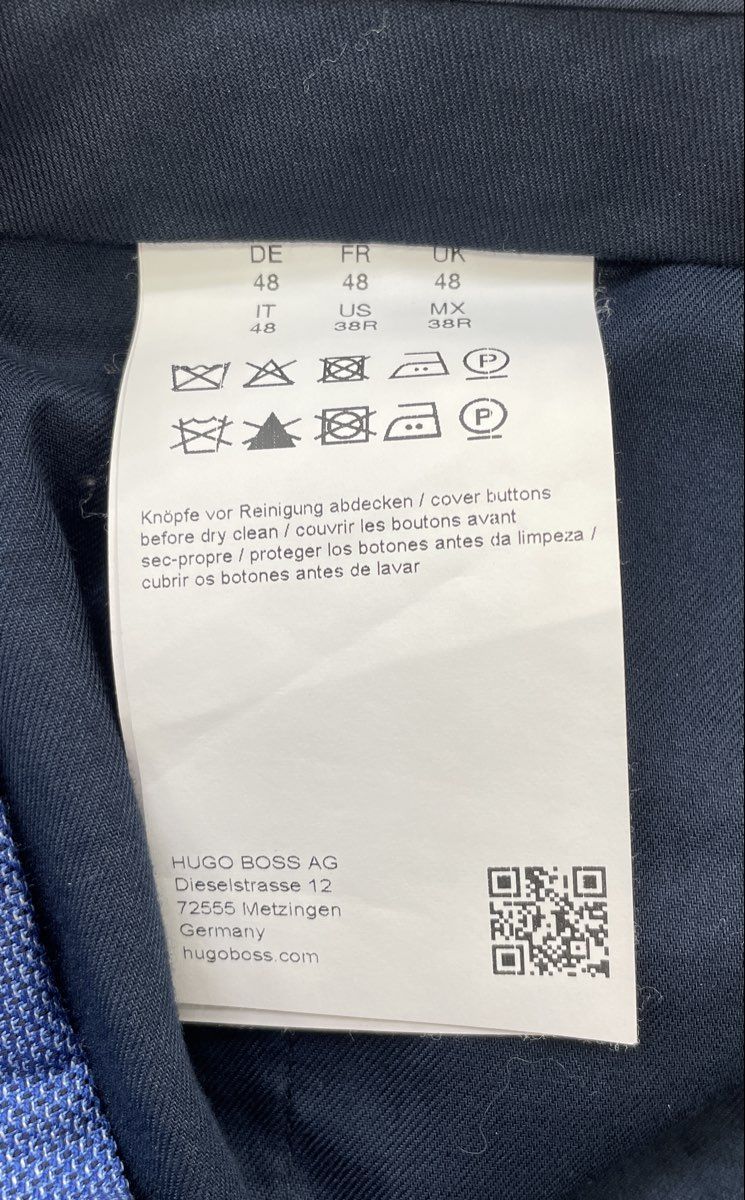 DE FR UK
48 48 48
IT US MX
48 38R 38R
P
P
Knöpfe vor Reinigung abdecken / cover buttons
before dry clean / couvrir les boutons avant
sec-propre / proteger los botones antes da limpeza /
cubrir os botones antes de lavar
HUGO BOSS AG
Dieselstrasse 12
72555 Metzingen
Germany
hugoboss.com